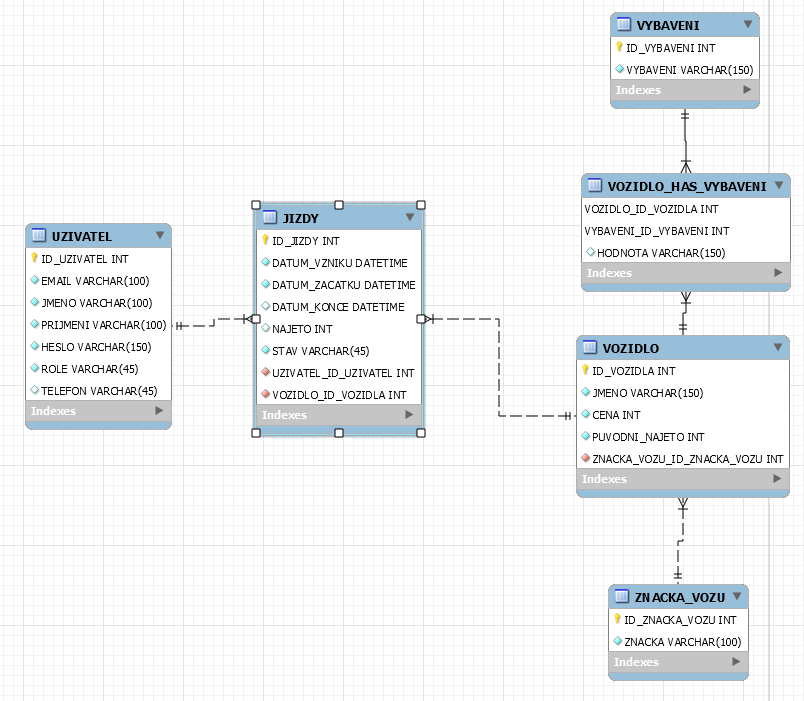 VYBAVENI
ID_VYBAVENI INT
VYBAVENI VARCHAR(150)
Indexes
VOZIDLO_HAS_VYBAVENI
VOZIDLO_ID_VOZIDLA INT
VYBAVENI_ID_VYBAVENI INT
HODNOTA VARCHAR(150)
Indexes
UZIVATEL
ID_UZIVATEL INT
EMAIL VARCHAR(100)
JMENO VARCHAR(100)
PRIJMENI VARCHAR(100)
HESLO VARCHAR(150)
ROLE VARCHAR(45)
TELEFON VARCHAR(45)
Indexes
JIZDY
ID_JIZDY INT
DATUM_VZNIKU DATETIME
DATUM_ZACATKU DATETIME
DATUM_KONCE DATETIME
NAJETO INT
STAV VARCHAR(45)
UZIVATEL_ID_UZIVATEL INT
VOZIDLO_ID_VOZIDLA INT
Indexes
VOZIDLO
ID_VOZIDLA INT
JMENO VARCHAR(150)
CENA INT
PUVODNI_NAJETO INT
ZNACKA_VOZU_ID_ZNACKA_VOZU INT
Indexes
ZNACKA_VOZU
ID_ZNACKA_VOZU INT
ZNACKA VARCHAR(100)
Indexes